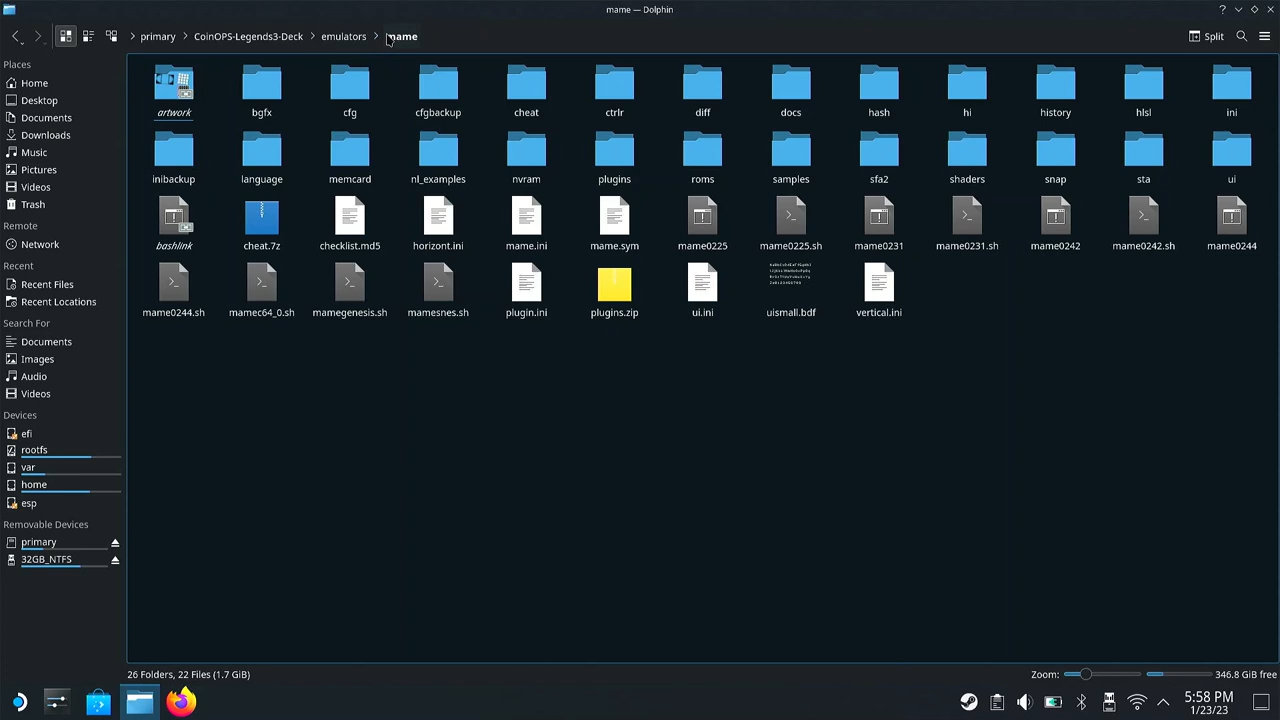 mame — Dolphin
primary
CoinOPS-Legends3-Deck
emulators
mame
Split
Places
Home
Desktop
Documents
Downloads
Music
Pictures
Videos
Trash
Remote
Network
Recent
Recent Files
Recent Locations
Search For
Documents
Images
Audio
Videos
Devices
efi
rootfs
var
home
esp
Removable Devices
primary
32GB_NTFS
artwork bgfx cfg cfgbackup cheat ctrlr diff docs hash hi history hlsl ini
inibackup language memcard nl_examples nvram plugins roms samples sfa2 shaders snap sta ui
bashlink cheat.7z checklist.md5 horizont.ini mame.ini mame.sym mame0225 mame0225.sh mame0231 mame0231.sh mame0242 mame0242.sh mame0244
mame0244.sh mamec64_0.sh mamegenesis.sh mamesnes.sh plugin.ini plugins.zip ui.ini uismall.bdf vertical.ini
26 Folders, 22 Files (1.7 GiB)
Zoom:
346.8 GiB free
5:58 PM
1/23/23